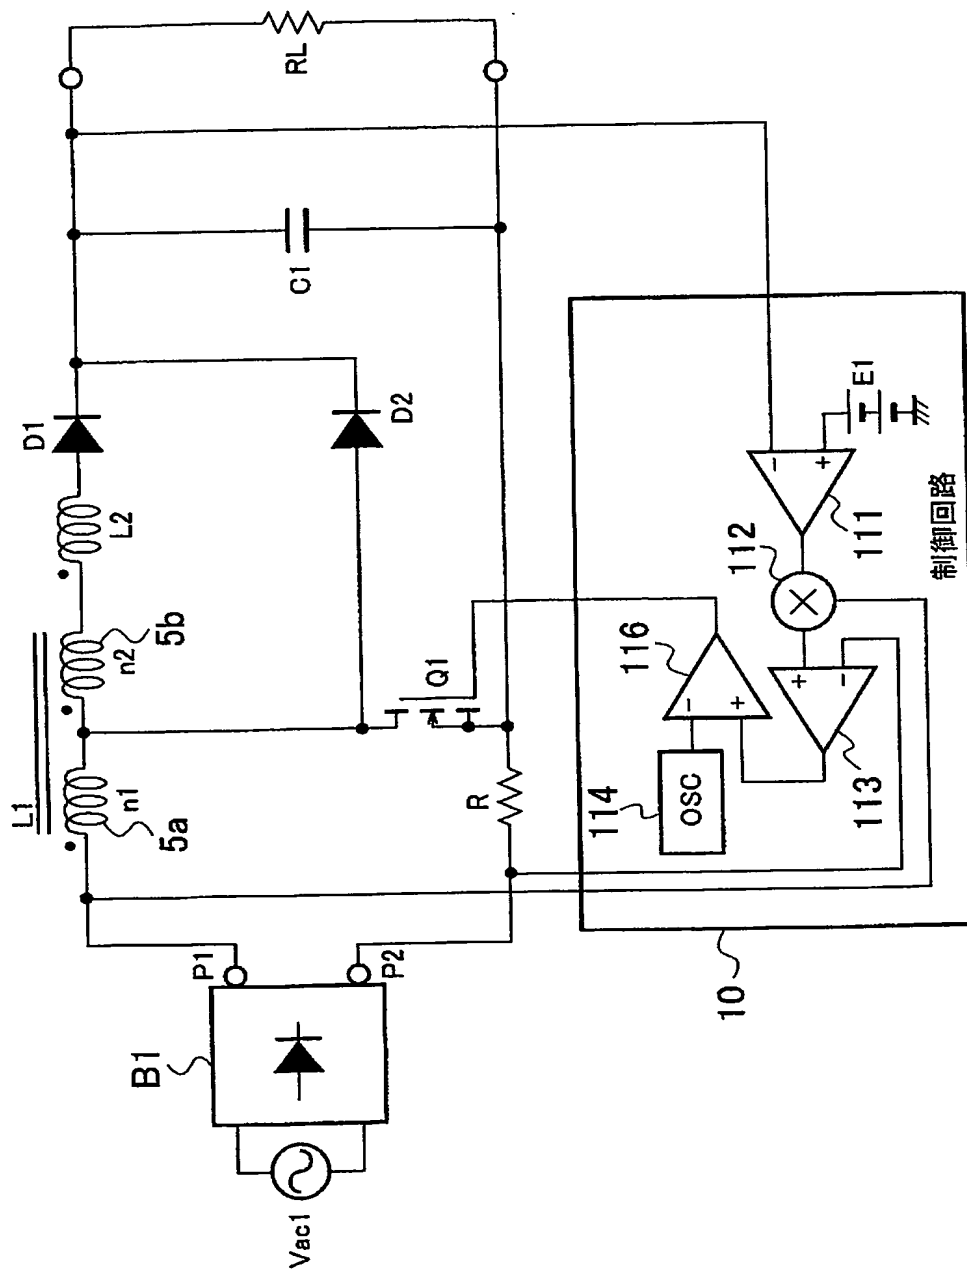 Vac1
B1
P1
P2
L1
n1
5a
n2
5b
L2
D1
D2
Q1
R
C1
RL
10
114
OSC
116
-
+
113
+
-
112
111
-
+
E1
制御回路